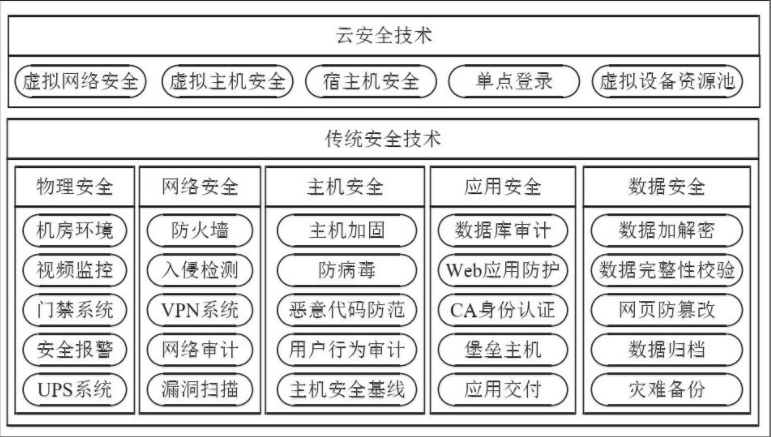 云安全技术
虚拟网络安全 虚拟主机安全 宿主机安全 单点登录 虚拟设备资源池
传统安全技术
物理安全 网络安全 主机安全 应用安全 数据安全
机房环境 防火墙 主机加固 数据库审计 数据加解密
视频监控 入侵检测 防病毒 Web应用防护 数据完整性校验
门禁系统 VPN系统 恶意代码防范 CA身份认证 网页防篡改
安全报警 网络审计 用户行为审计 堡垒主机 数据归档
UPS系统 漏洞扫描 主机安全基线 应用交付 灾难备份